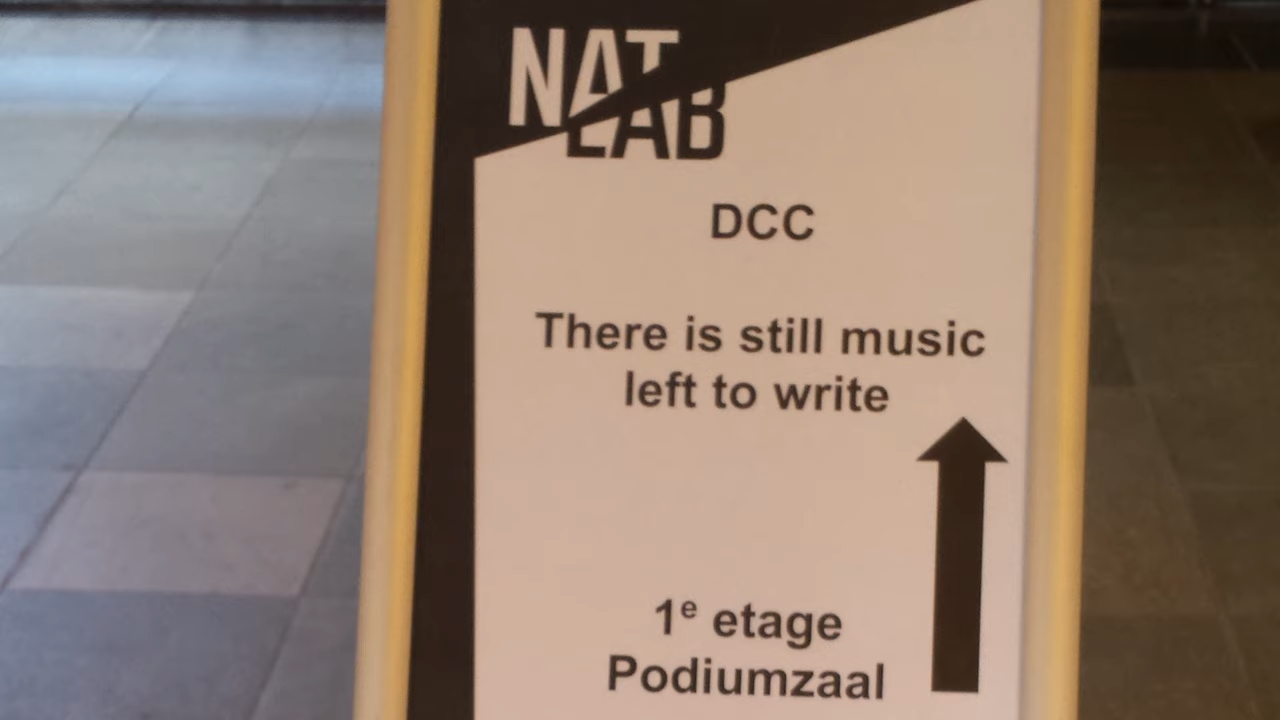 NAT
LAB
DCC
There is still music
left to write
1e etage
Podiumzaal